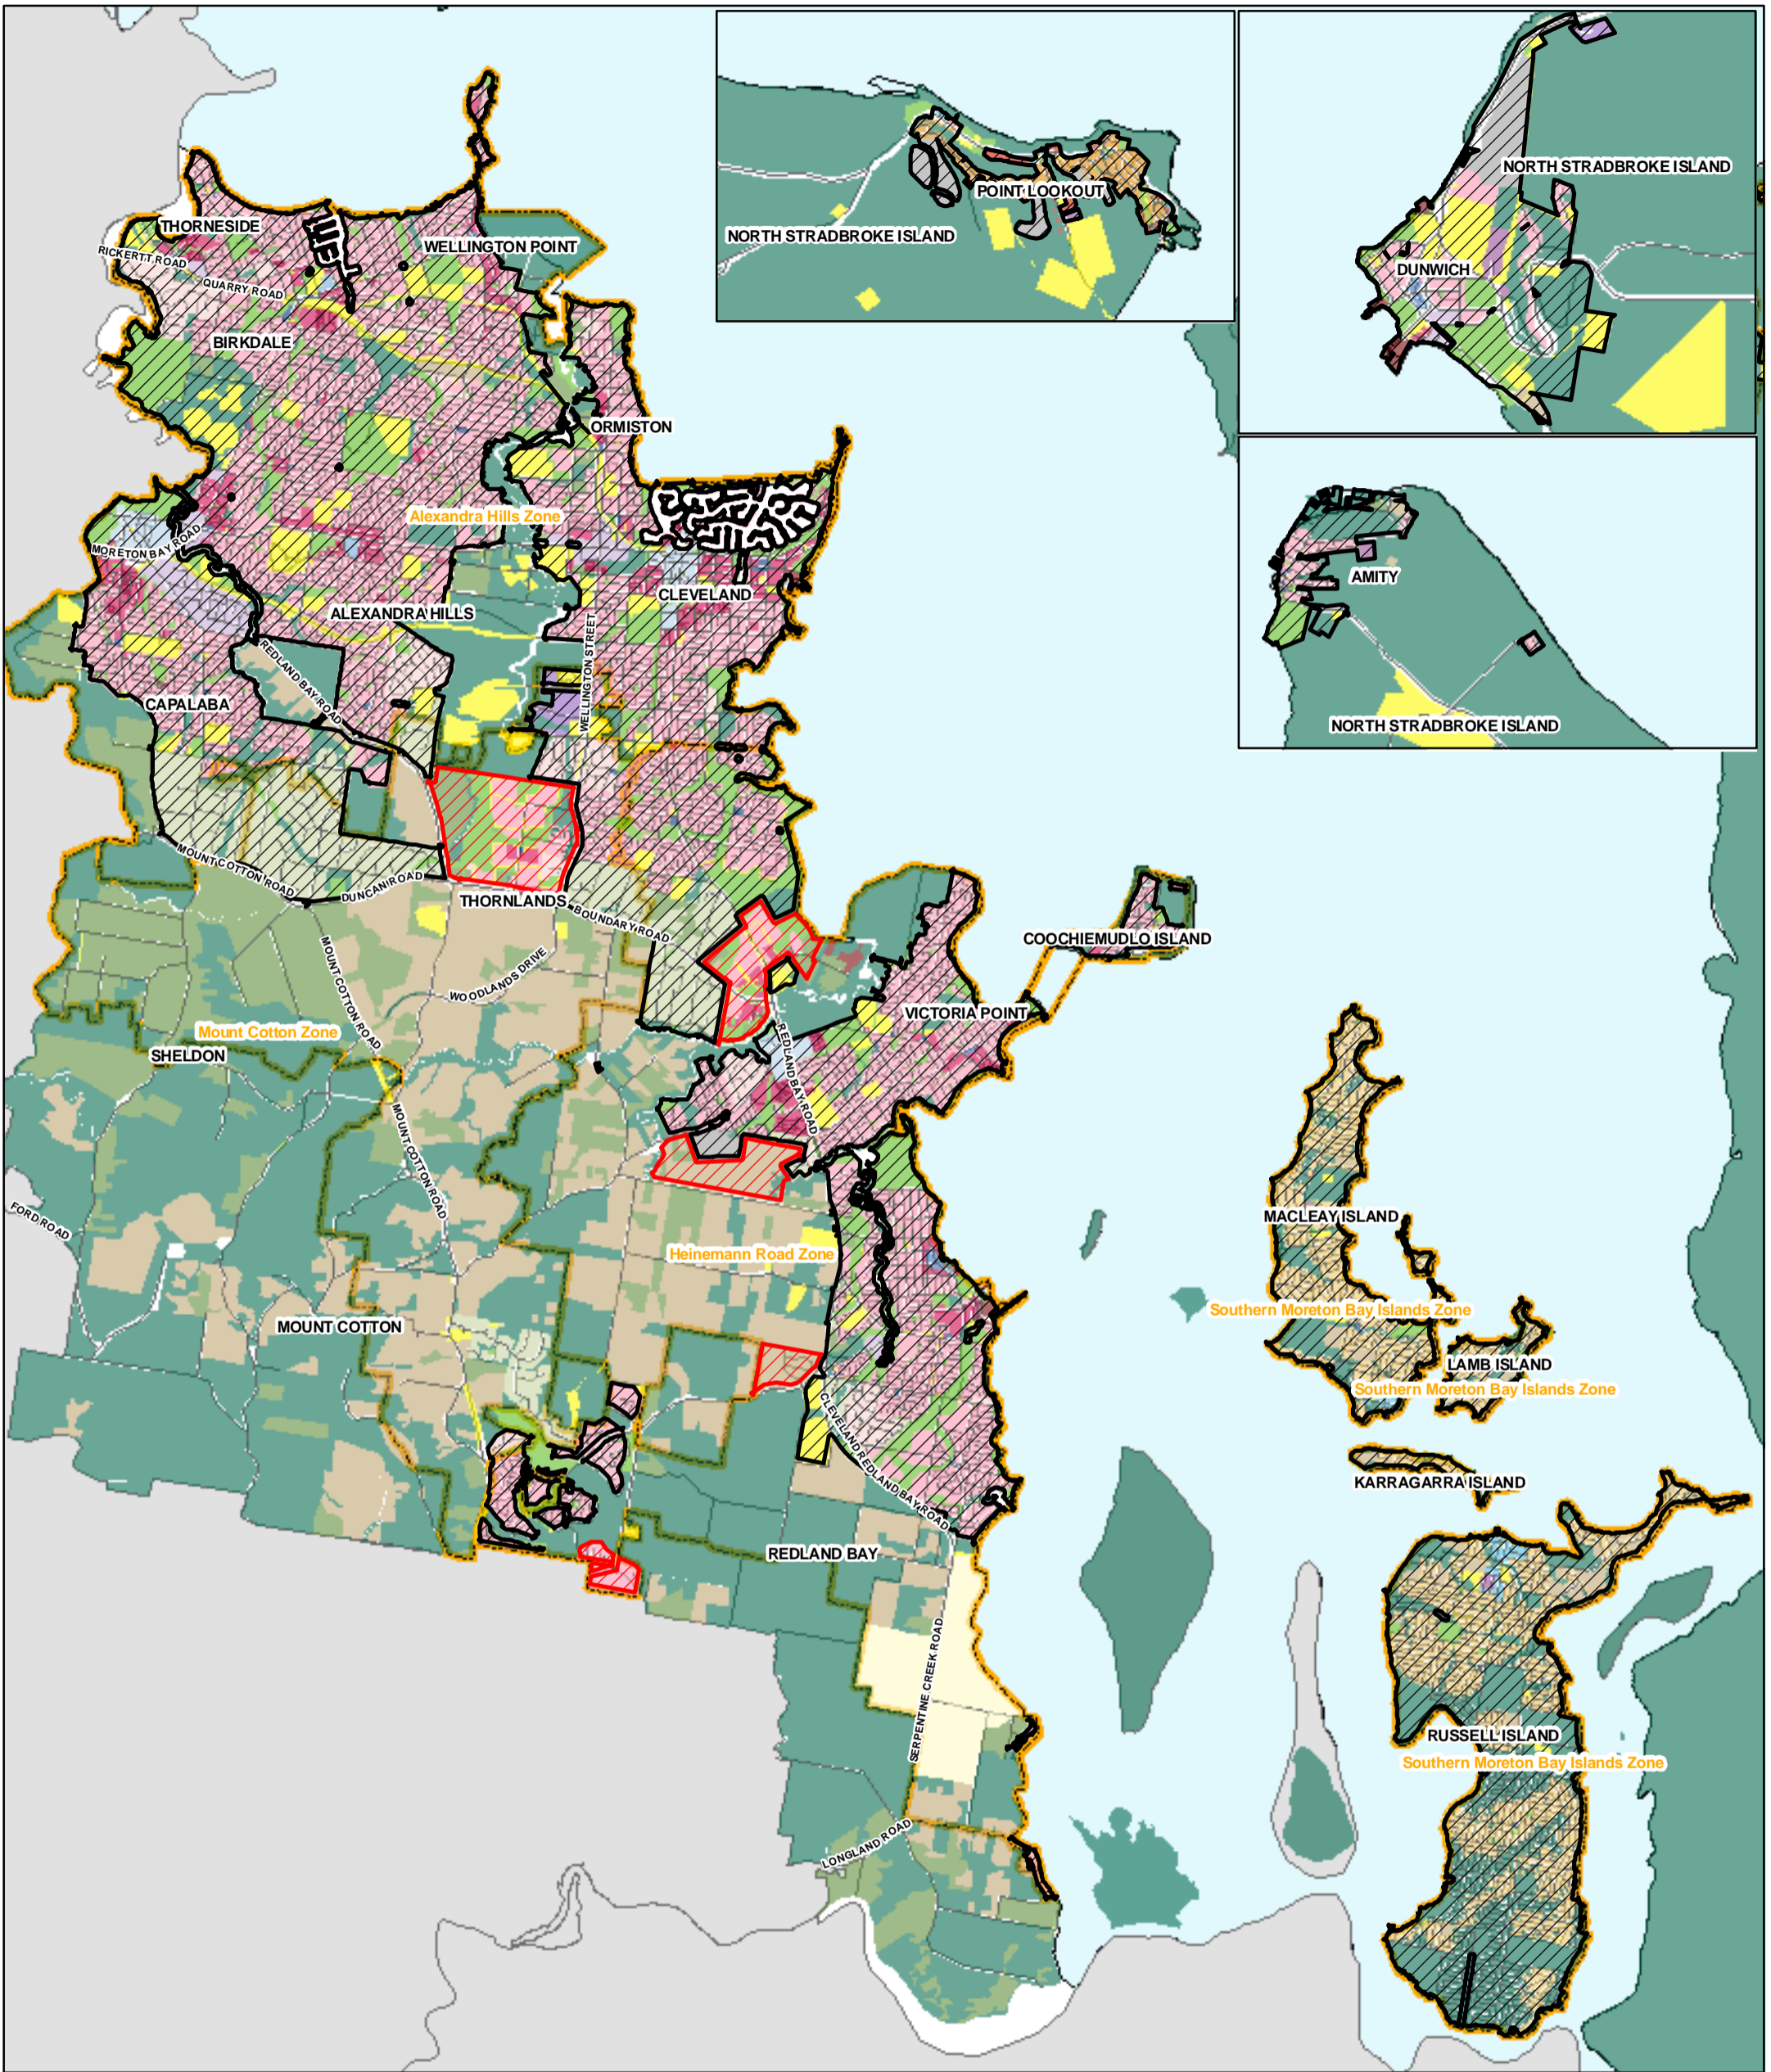 NORTH STRADBROKE ISLAND
POINT LOOKOUT
NORTH STRADBROKE ISLAND
DUNWICH
THORNESIDE
WELLINGTON POINT
RICKERTT ROAD
QUARRY ROAD
BIRKDALE
ORMISTON
Alexandra Hills Zone
MORETON BAY ROAD
AMITY
CLEVELAND
ALEXANDRA HILLS
WELLINGTON STREET
REDLAND BAY ROAD
CAPALABA
NORTH STRADBROKE ISLAND
MOUNT COTTON ROAD
DUNCAN ROAD
THORNLANDS
BOUNDARY ROAD
COOCHIEMUDLO ISLAND
WOODLANDS DRIVE
MOUNT COTTON ROAD
VICTORIA POINT
Mount Cotton Zone
SHELDON
REDLAND BAY ROAD
MOUNT COTTON ROAD
FORD ROAD
MACLEAY ISLAND
Heinemann Road Zone
Southern Moreton Bay Islands Zone
MOUNT COTTON
LAMB ISLAND
Southern Moreton Bay Islands Zone
CLEVELAND REDLAND BAY ROAD
KARRAGARRA ISLAND
REDLAND BAY
SERPENTINE CREEK ROAD
RUSSELL ISLAND
Southern Moreton Bay Islands Zone
LONGLAND ROAD